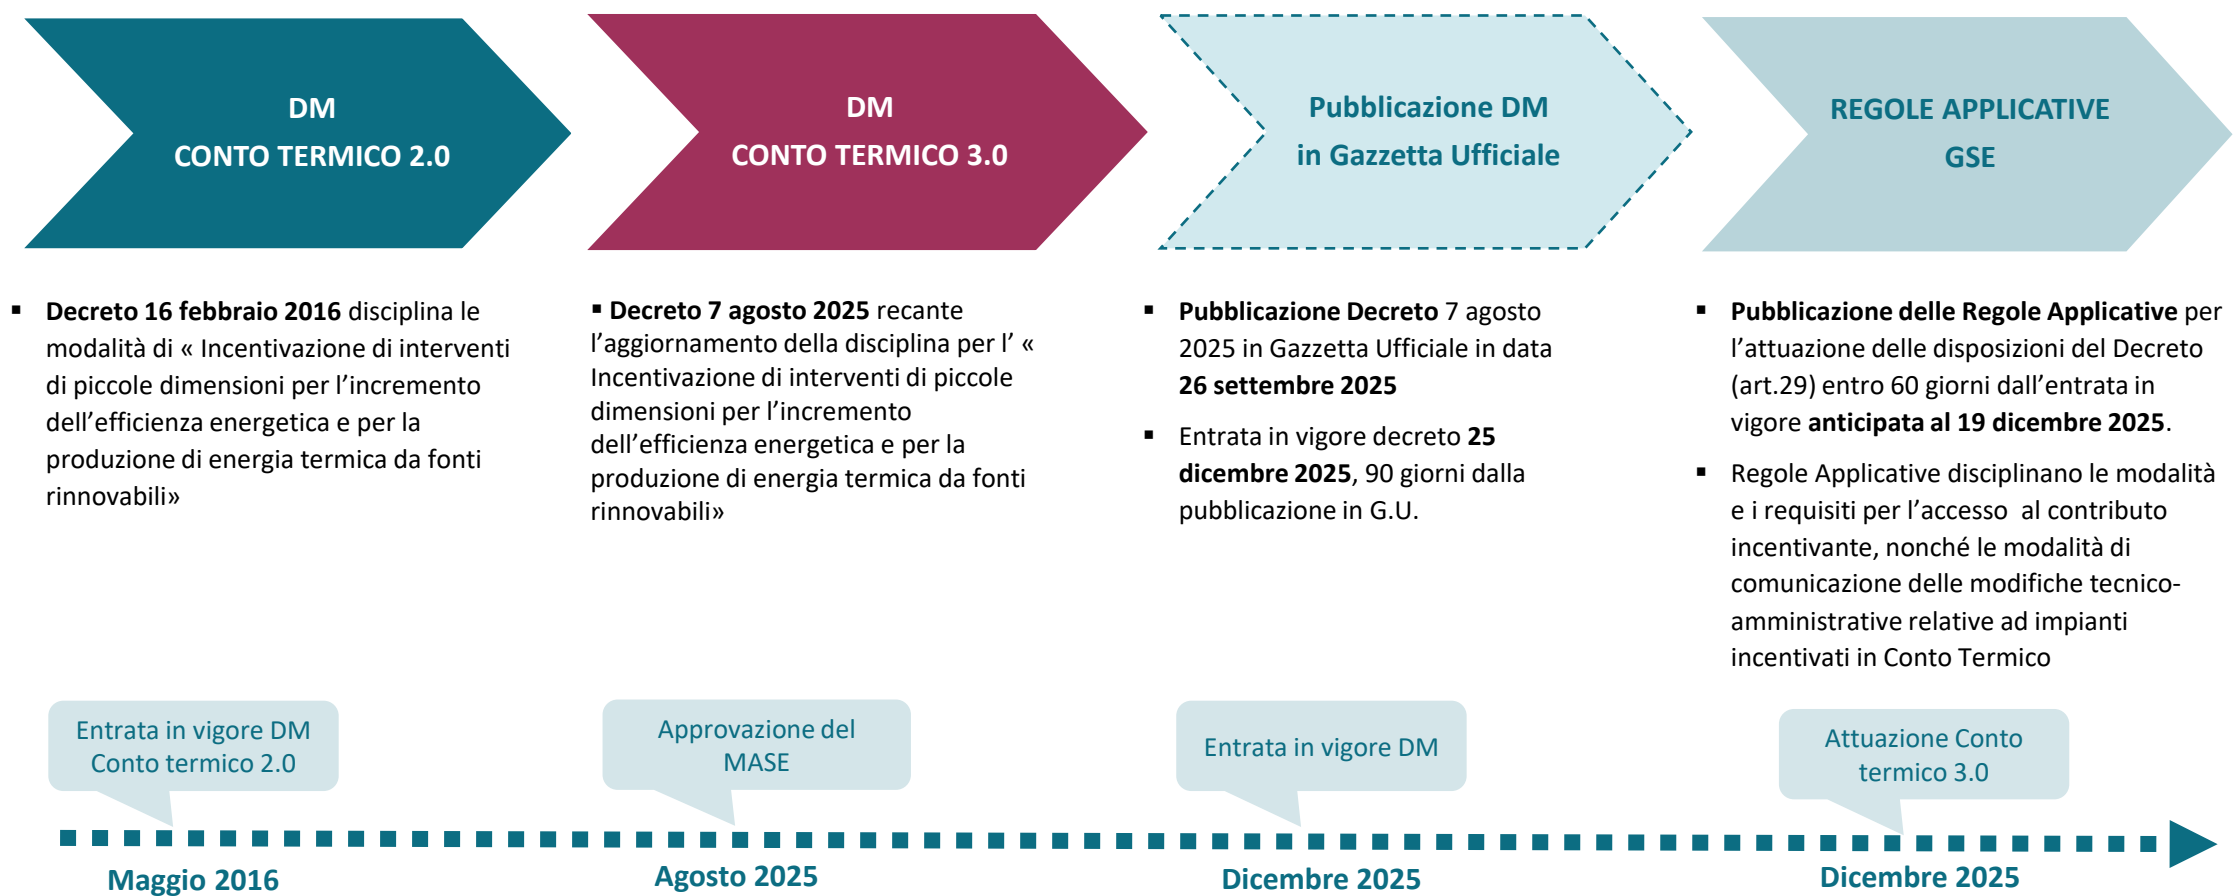 DM
CONTO TERMICO 2.0
DM
CONTO TERMICO 3.0
Pubblicazione DM
in Gazzetta Ufficiale
REGOLE APPLICATIVE
GSE
▪ Decreto 16 febbraio 2016 disciplina le
modalità di « Incentivazione di interventi
di piccole dimensioni per l’incremento
dell’efficienza energetica e per la
produzione di energia termica da fonti
rinnovabili»
▪ Decreto 7 agosto 2025 recante
l’aggiornamento della disciplina per l’ «
Incentivazione di interventi di piccole
dimensioni per l’incremento
dell’efficienza energetica e per la
produzione di energia termica da fonti
rinnovabili»
▪ Pubblicazione Decreto 7 agosto
2025 in Gazzetta Ufficiale in data
26 settembre 2025
▪ Entrata in vigore decreto 25
dicembre 2025, 90 giorni dalla
pubblicazione in G.U.
▪ Pubblicazione delle Regole Applicative per
l’attuazione delle disposizioni del Decreto
(art.29) entro 60 giorni dall’entrata in
vigore anticipata al 19 dicembre 2025.
▪ Regole Applicative disciplinano le modalità
e i requisiti per l’accesso al contributo
incentivante, nonché le modalità di
comunicazione delle modifiche tecnico-
amministrative relative ad impianti
incentivati in Conto Termico
Entrata in vigore DM
Conto termico 2.0
Approvazione del
MASE
Entrata in vigore DM
Attuazione Conto
termico 3.0
Maggio 2016
Agosto 2025
Dicembre 2025
Dicembre 2025